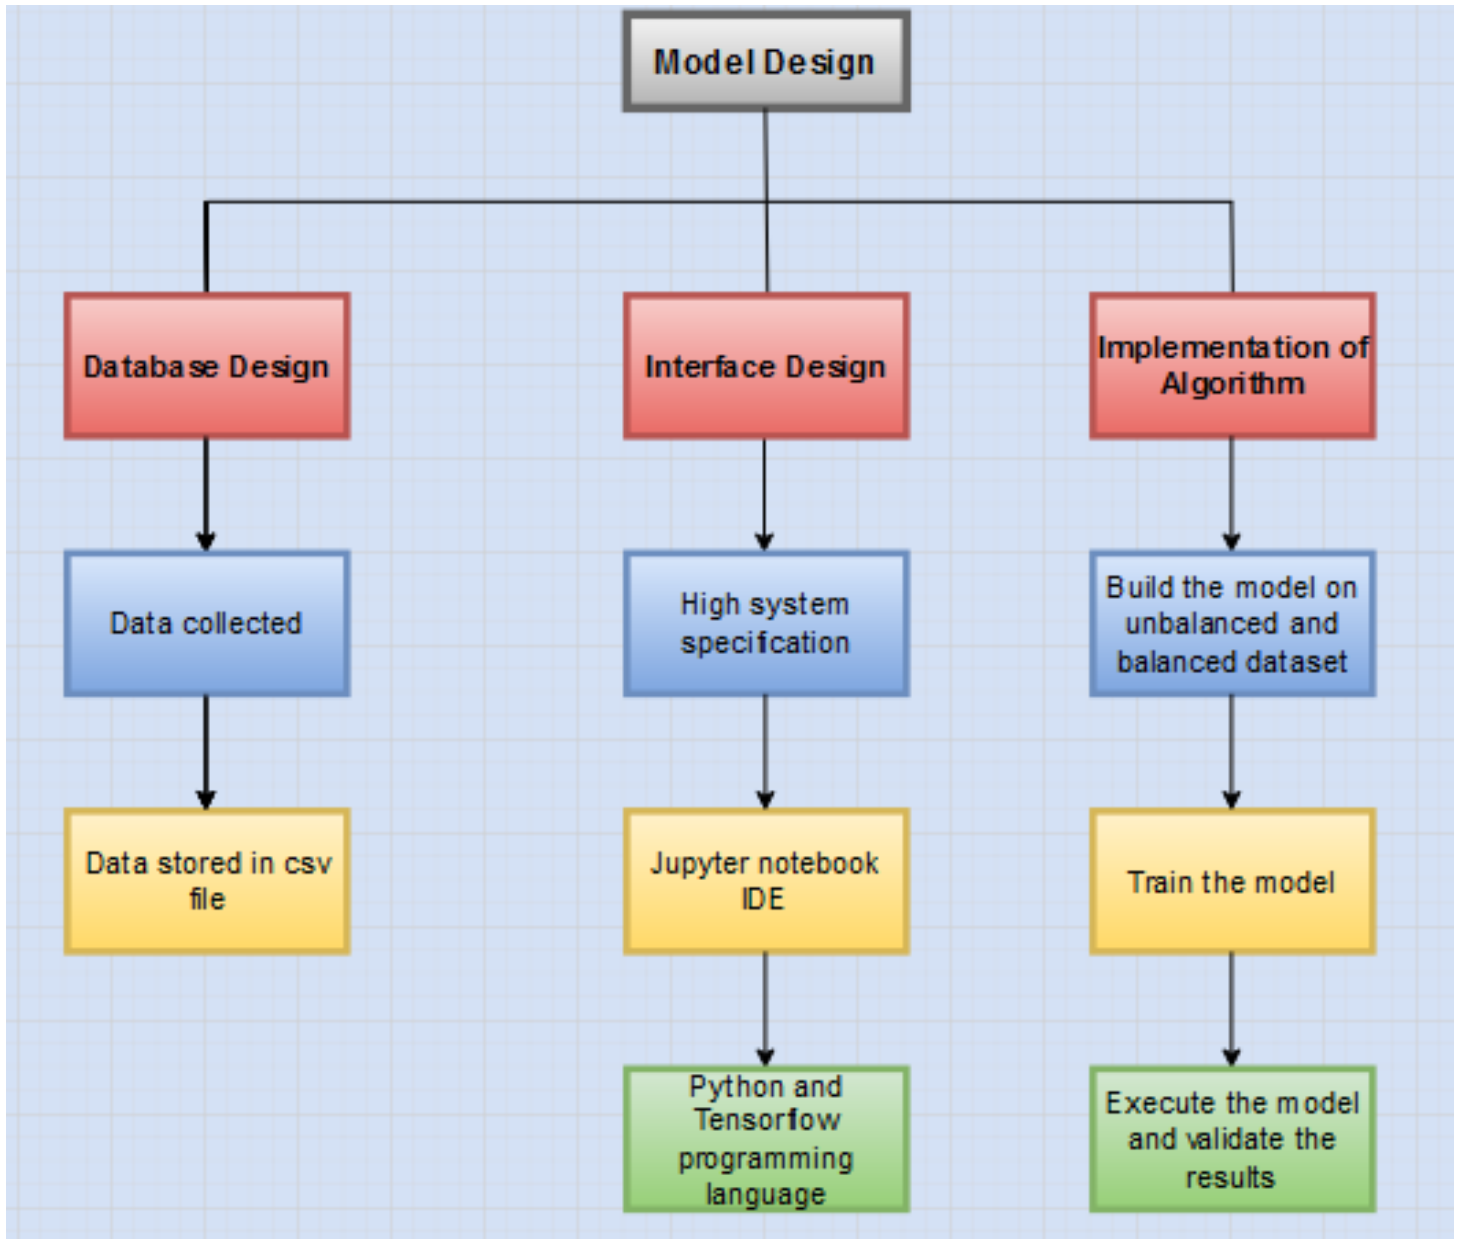 Model Design
Database Design
Interface Design
Implementation of
Algorithm
Data collected
High system
specifcation
Build the model on
unbalanced and
balanced dataset
Data stored in csv
file
Jupyter notebook
IDE
Train the model
Python and
Tensorfow
programming
language
Execute the model
and validate the
results